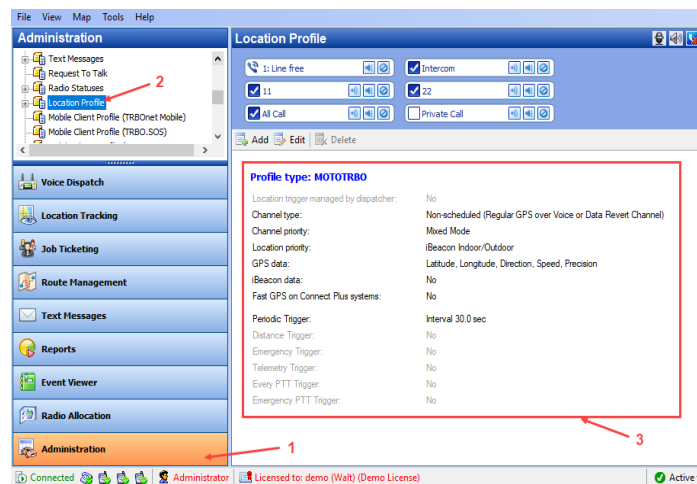 File View Map Tools Help
Administration
Location Profile
Text Messages
Request To Talk
Radio Statuses
Location Profile
Mobile Client Profile (TRBOnet Mobile)
Mobile Client Profile (TRBO.SOS)
2
1: Line free
Intercom
11
22
All Call
Private Call
Add Edit Delete
Voice Dispatch
Location Tracking
Job Ticketing
Route Management
Text Messages
Reports
Event Viewer
Radio Allocation
Administration
1
Profile type: MOTOTRBO
Location trigger managed by dispatcher: No
Channel type: Non-scheduled (Regular GPS over Voice or Data Revert Channel)
Channel priority: Mixed Mode
Location priority: iBeacon Indoor/Outdoor
GPS data: Latitude, Longitude, Direction, Speed, Precision
iBeacon data: No
Fast GPS on Connect Plus systems: No
Periodic Trigger: Interval 30.0 sec
Distance Trigger: No
Emergency Trigger: No
Telemetry Trigger: No
Every PTT Trigger: No
Emergency PTT Trigger: No
3
Connected Administrator Licensed to: demo (Walt) (Demo License) Active